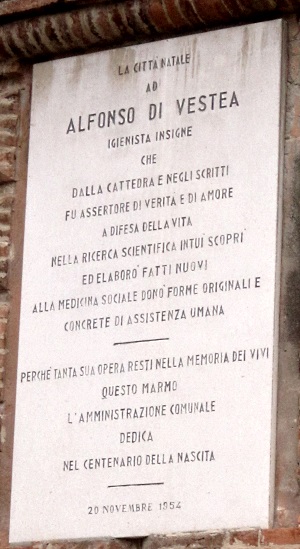 LA CITTÀ NATALE
AD
ALFONSO DI VESTEA
IGIENISTA INSIGNE
CHE
DALLA CATTEDRA E NEGLI SCRITTI
FU ASSERTORE DI VERITÀ E DI AMORE
A DIFESA DELLA VITA
NELLA RICERCA SCIENTIFICA INTUÌ SCOPRÌ
ED ELABORÒ FATTI NUOVI
ALLA MEDICINA SOCIALE DONÒ FORME ORIGINALI E
CONCRETE DI ASSISTENZA UMANA
PERCHÉ TANTA SUA OPERA RESTI NELLA MEMORIA DEI VIVI
QUESTO MARMO
L'AMMINISTRAZIONE COMUNALE
DEDICA
NEL CENTENARIO DELLA NASCITA
20 NOVEMBRE 1954